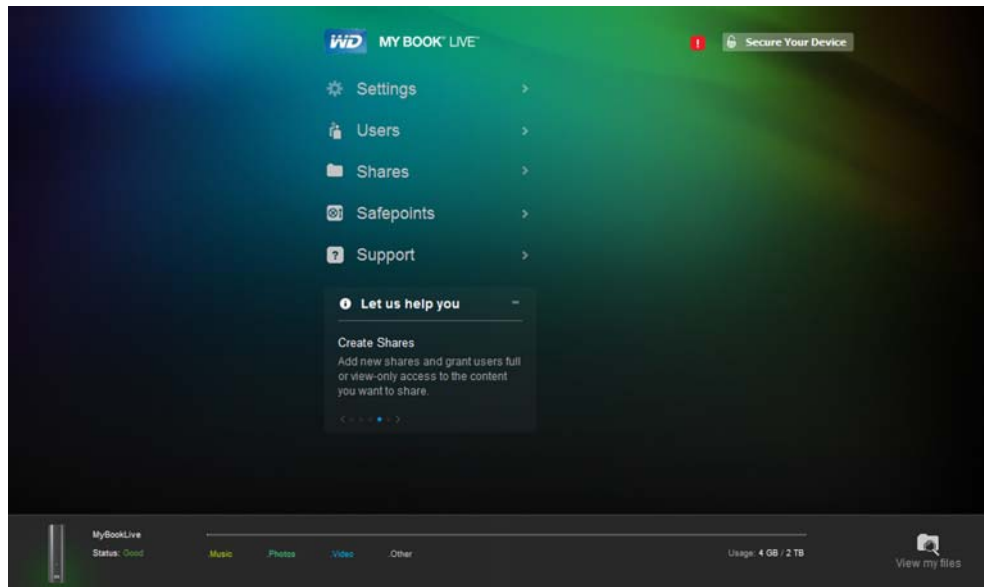 WD MY BOOK™ LIVE™
! Secure Your Device
Settings
Users
Shares
Safepoints
? Support
i Let us help you
Create Shares
Add new shares and grant users full
or view-only access to the content
you want to share.
MyBookLive
Status: Good
.Music .Photos .Video .Other
Usage: 4 GB / 2 TB
View my files